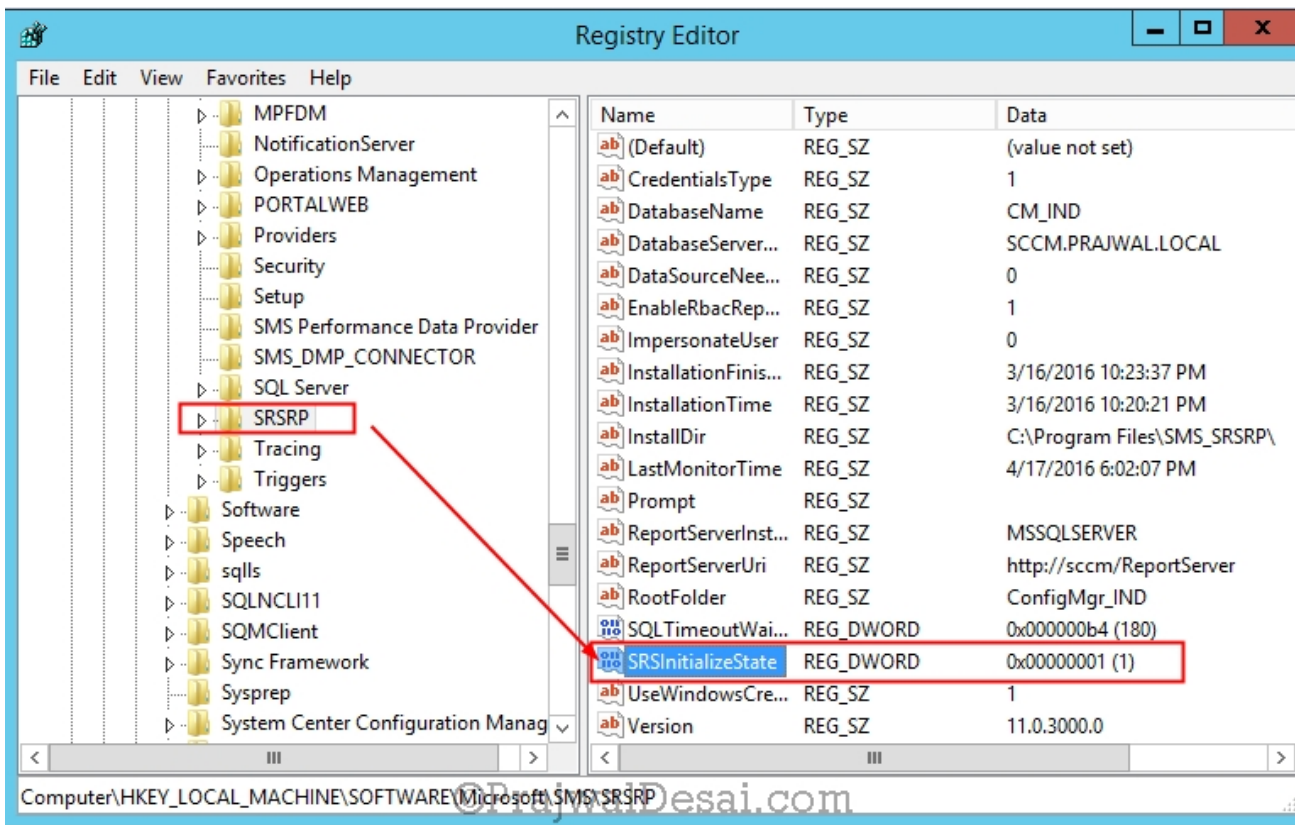 Registry Editor
File Edit View Favorites Help
MPFDM
NotificationServer
Operations Management
PORTALWEB
Providers
Security
Setup
SMS Performance Data Provider
SMS_DMP_CONNECTOR
SQL Server
SRSRP
Tracing
Triggers
Software
Speech
sqlls
SQLNCLI11
SQMClient
Sync Framework
Sysprep
System Center Configuration Manag
Name Type Data
(Default) REG_SZ (value not set)
CredentialsType REG_SZ 1
DatabaseName REG_SZ CM_IND
DatabaseServer... REG_SZ SCCM.PRAJWAL.LOCAL
DataSourceNee... REG_SZ 0
EnableRbacRep... REG_SZ 1
ImpersonateUser REG_SZ 0
InstallationFinis... REG_SZ 3/16/2016 10:23:37 PM
InstallationTime REG_SZ 3/16/2016 10:20:21 PM
InstallDir REG_SZ C:\Program Files\SMS_SRSRP\
LastMonitorTime REG_SZ 4/17/2016 6:02:07 PM
Prompt REG_SZ
ReportServerInst... REG_SZ MSSQLSERVER
ReportServerUri REG_SZ http://sccm/ReportServer
RootFolder REG_SZ ConfigMgr_IND
SQLTimeoutWai... REG_DWORD 0x000000b4 (180)
SRSInitializeState REG_DWORD 0x00000001 (1)
UseWindowsCre... REG_SZ 1
Version REG_SZ 11.0.3000.0
Computer\HKEY_LOCAL_MACHINE\SOFTWARE\Microsoft\SMS\SRSRP
©PrajwalDesai.com